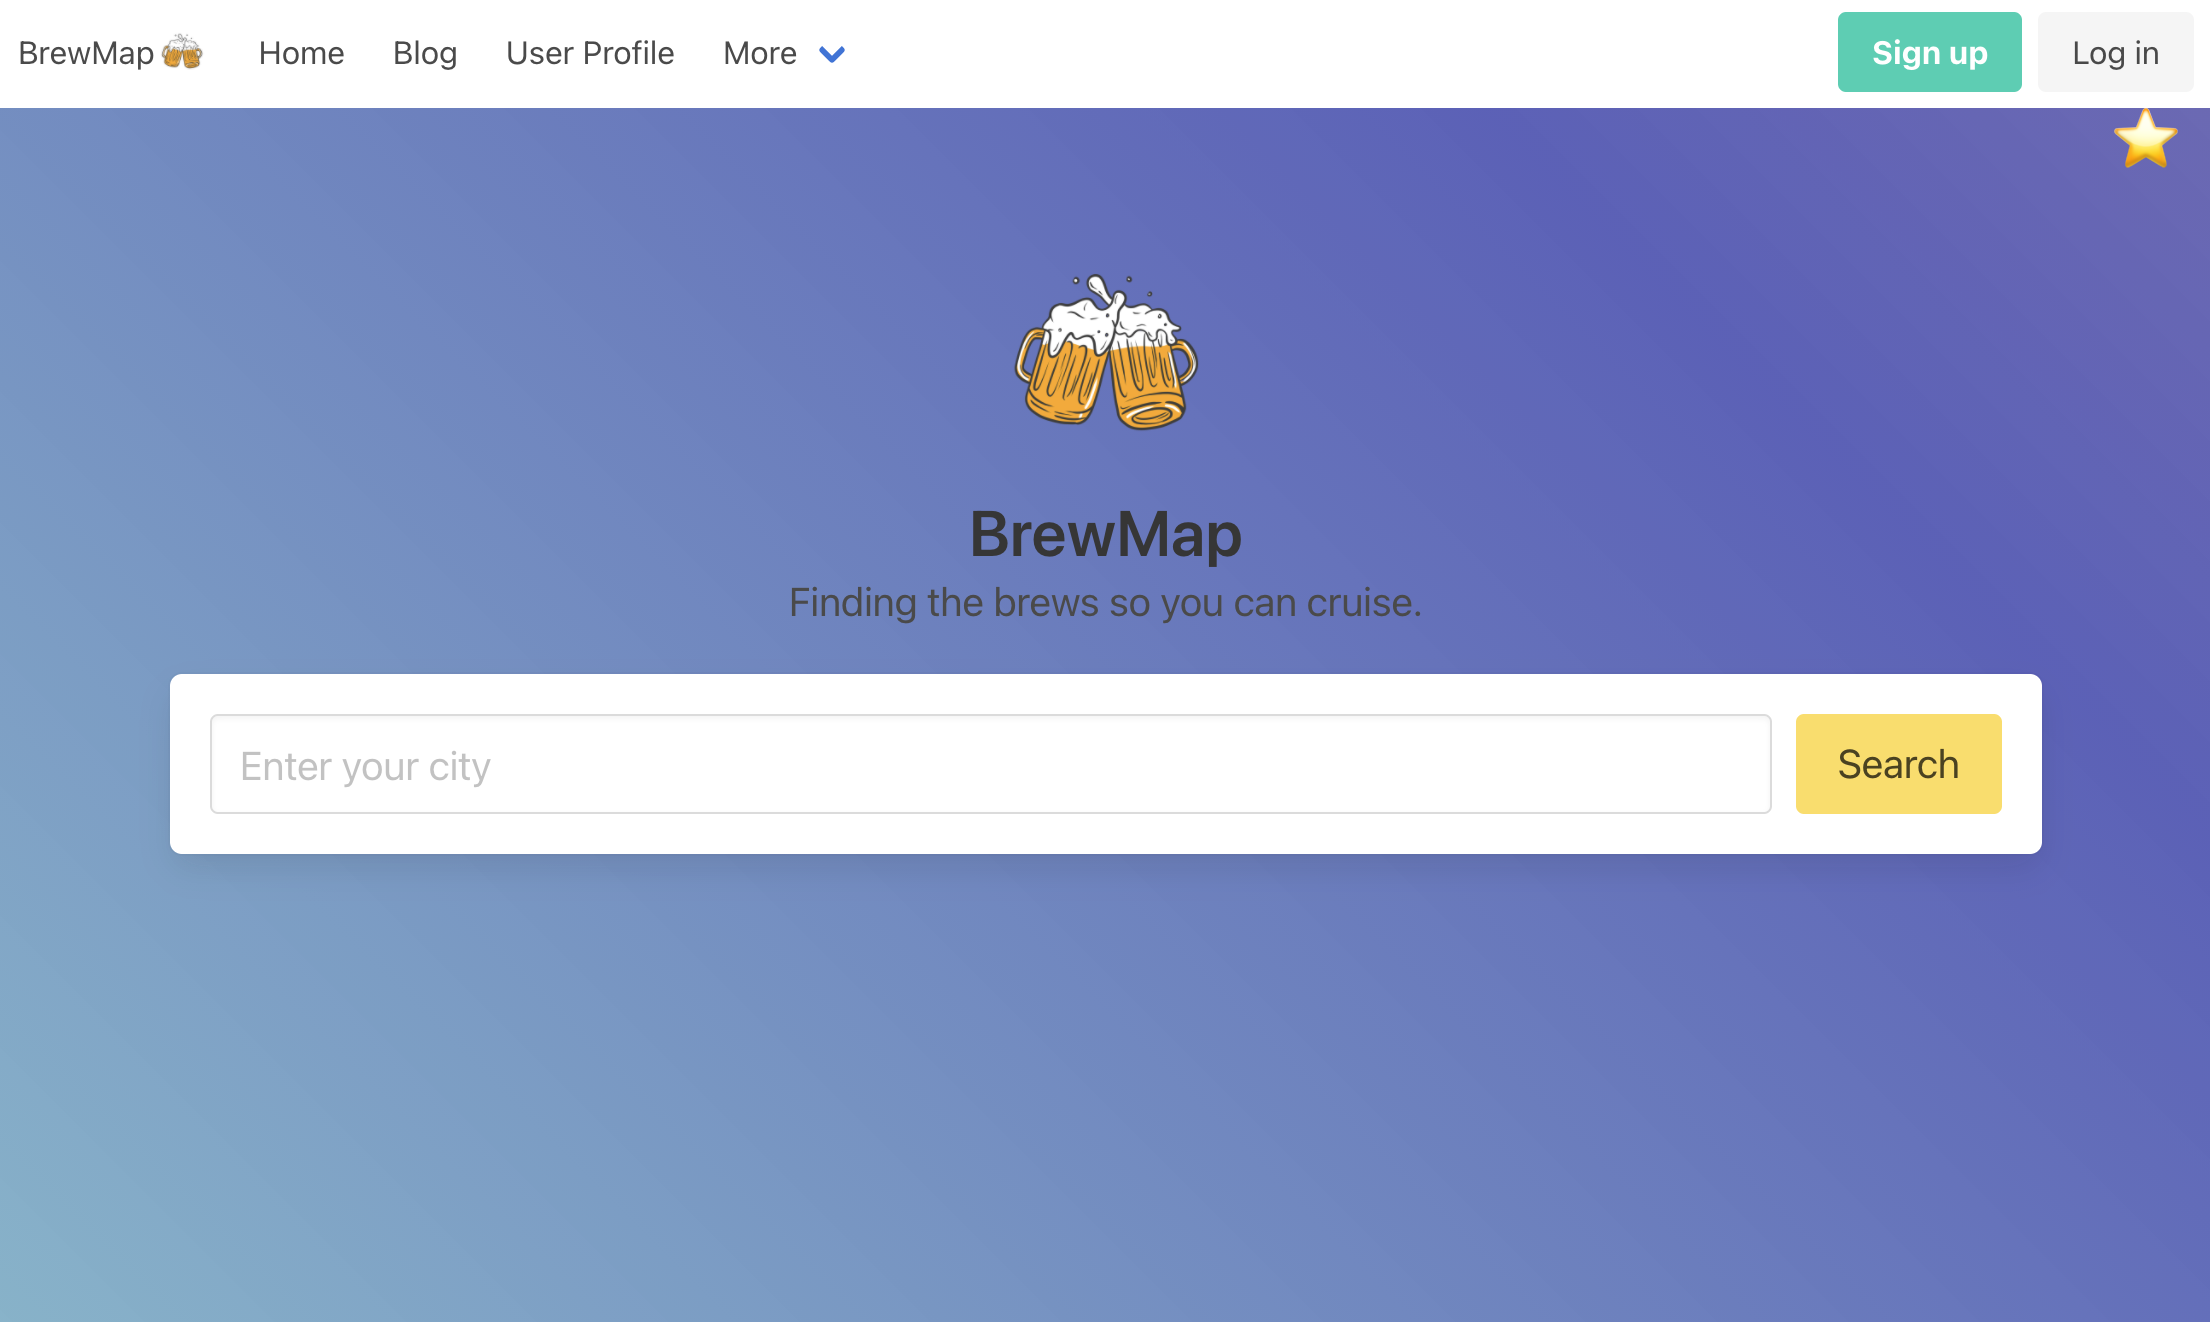 BrewMap Home Blog User Profile More Sign up Log in
BrewMap
Finding the brews so you can cruise.
Enter your city Search